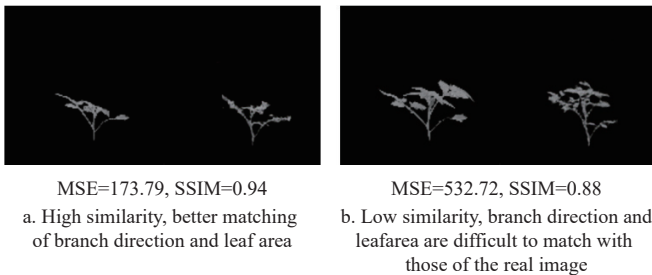 MSE=173.79, SSIM=0.94
a. High similarity, better matching
of branch direction and leaf area
MSE=532.72, SSIM=0.88
b. Low similarity, branch direction and
leafarea are difficult to match with
those of the real image